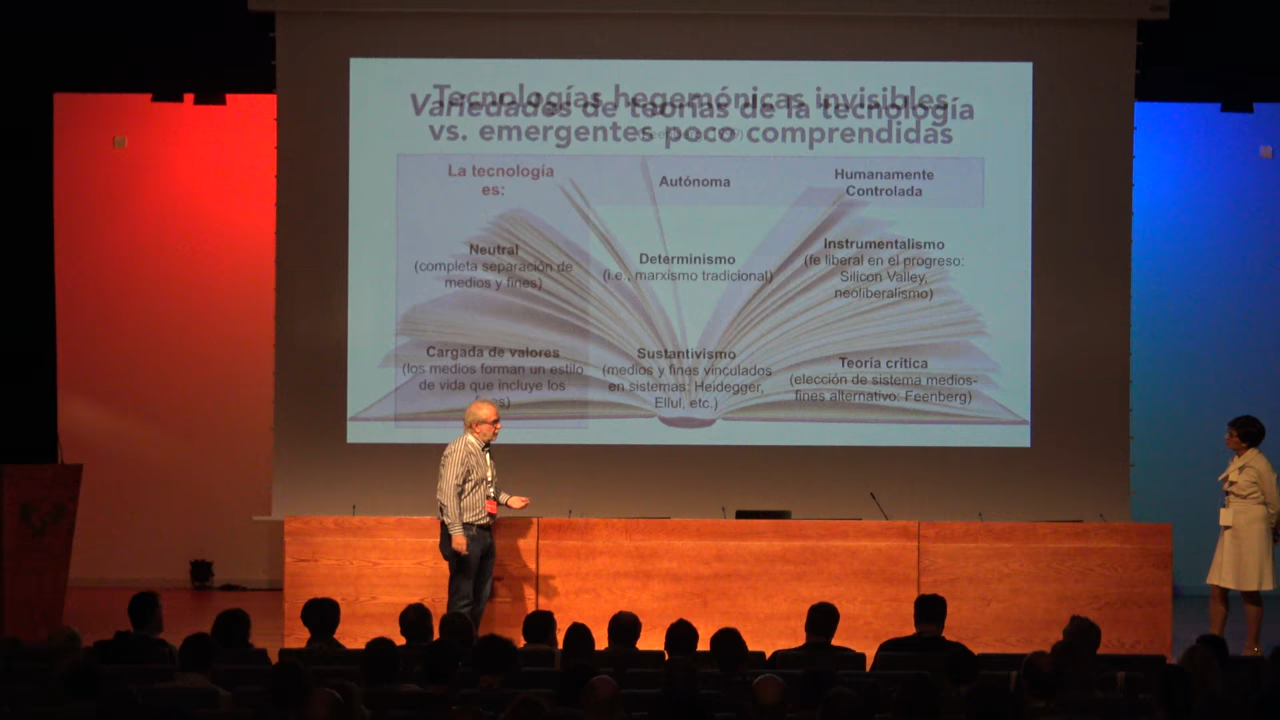 Tecnologías hegemónicas invisibles
vs. emergentes poco comprendidas
Variedades de teorías de la tecnología
La tecnología
es:
Autónoma
Humanamente
Controlada
Neutral
(completa separación de
medios y fines)
Determinismo
(i.e., marxismo tradicional)
Instrumentalismo
(fe liberal en el progreso:
Silicon Valley,
neoliberalismo)
Cargada de valores
(los medios forman un estilo
de vida que incluye los
Sustantivismo
(medios y fines vinculados
en sistemas: Heidegger,
Ellul, etc.)
Teoría crítica
(elección de sistema medios-
fines alternativo: Feenberg)